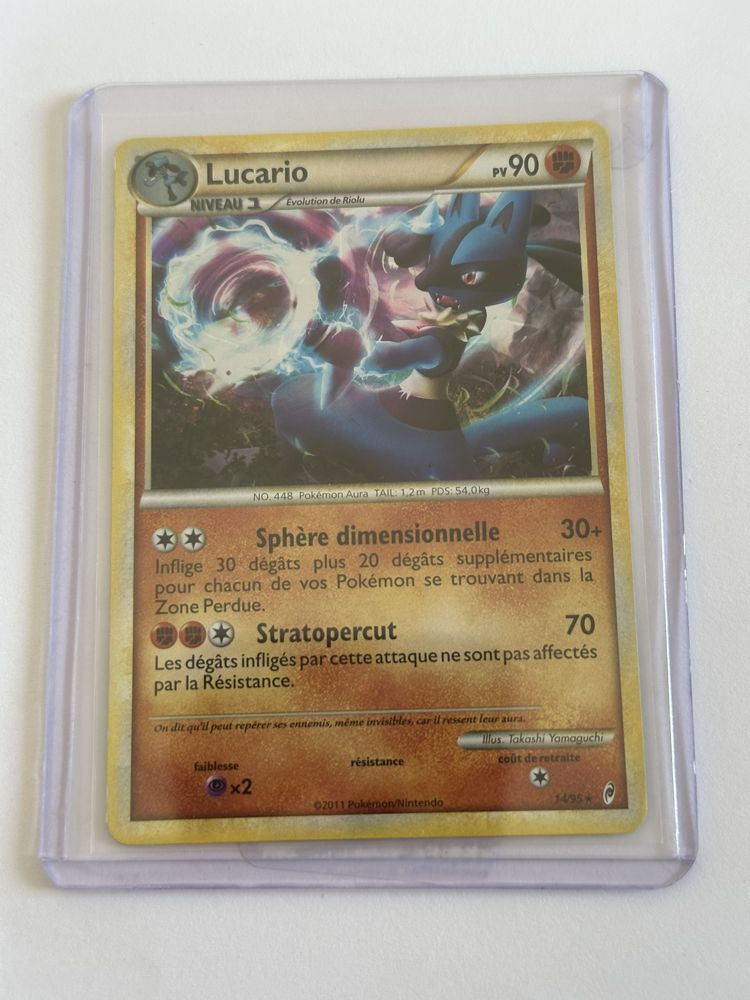 Lucario
PV 90
NIVEAU 1
Évolution de Riolu
NO. 448 Pokémon Aura TAIL: 1,2m PDS: 54,0kg
Sphère dimensionnelle 30+
Inflige 30 dégâts plus 20 dégâts supplémentaires
pour chacun de vos Pokémon se trouvant dans la
Zone Perdue.
Stratopercut 70
Les dégâts infligés par cette attaque ne sont pas affectés
par la Résistance.
On dit qu'il peut repérer ses ennemis, même invisibles, car il ressent leur aura.
Illus. Takashi Yamaguchi
faiblesse résistance coût de retraite
×2
©2011 Pokémon/Nintendo
14/95 ★